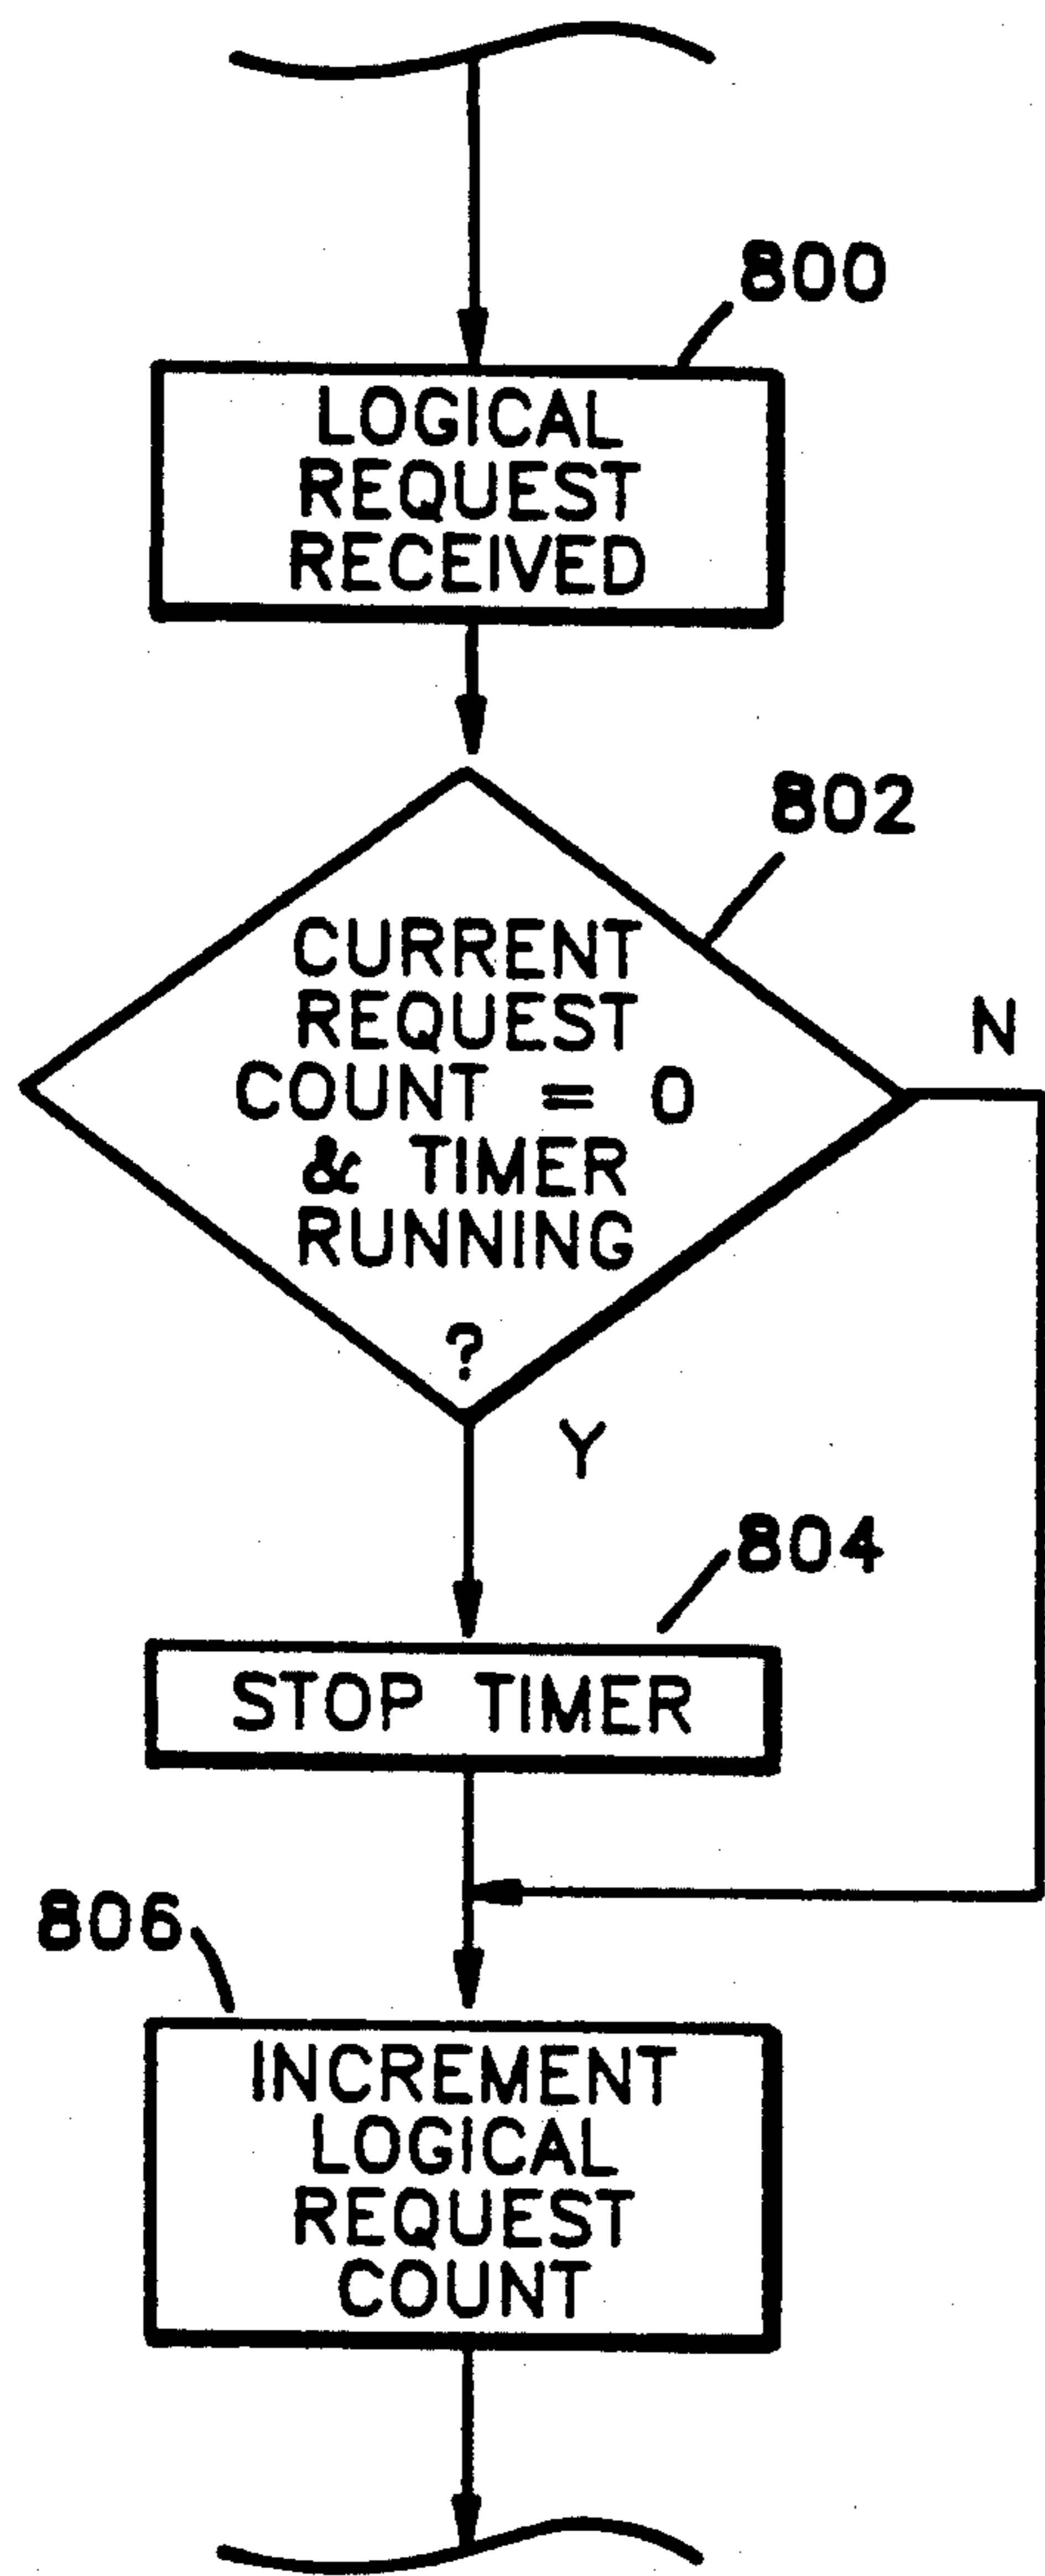 800
LOGICAL
REQUEST
RECEIVED
802
CURRENT
REQUEST
COUNT = 0
& TIMER
RUNNING
?
N
Y
804
STOP TIMER
806
INCREMENT
LOGICAL
REQUEST
COUNT